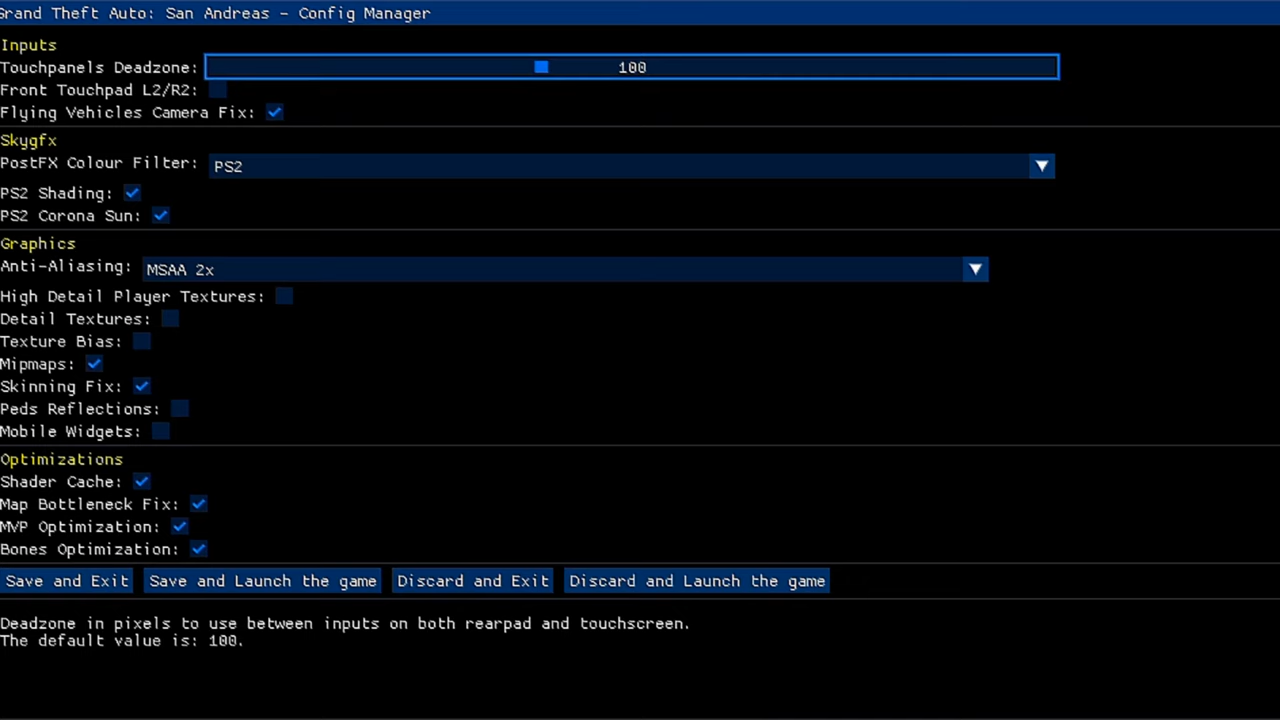 Grand Theft Auto: San Andreas - Config Manager
Inputs
Touchpanels Deadzone: 100
Front Touchpad L2/R2:
Flying Vehicles Camera Fix:
Skygfx
PostFX Colour Filter: PS2
PS2 Shading:
PS2 Corona Sun:
Graphics
Anti-Aliasing: MSAA 2x
High Detail Player Textures:
Detail Textures:
Texture Bias:
Mipmaps:
Skinning Fix:
Peds Reflections:
Mobile Widgets:
Optimizations
Shader Cache:
Map Bottleneck Fix:
MVP Optimization:
Bones Optimization:
Save and Exit Save and Launch the game Discard and Exit Discard and Launch the game
Deadzone in pixels to use between inputs on both rearpad and touchscreen.
The default value is: 100.